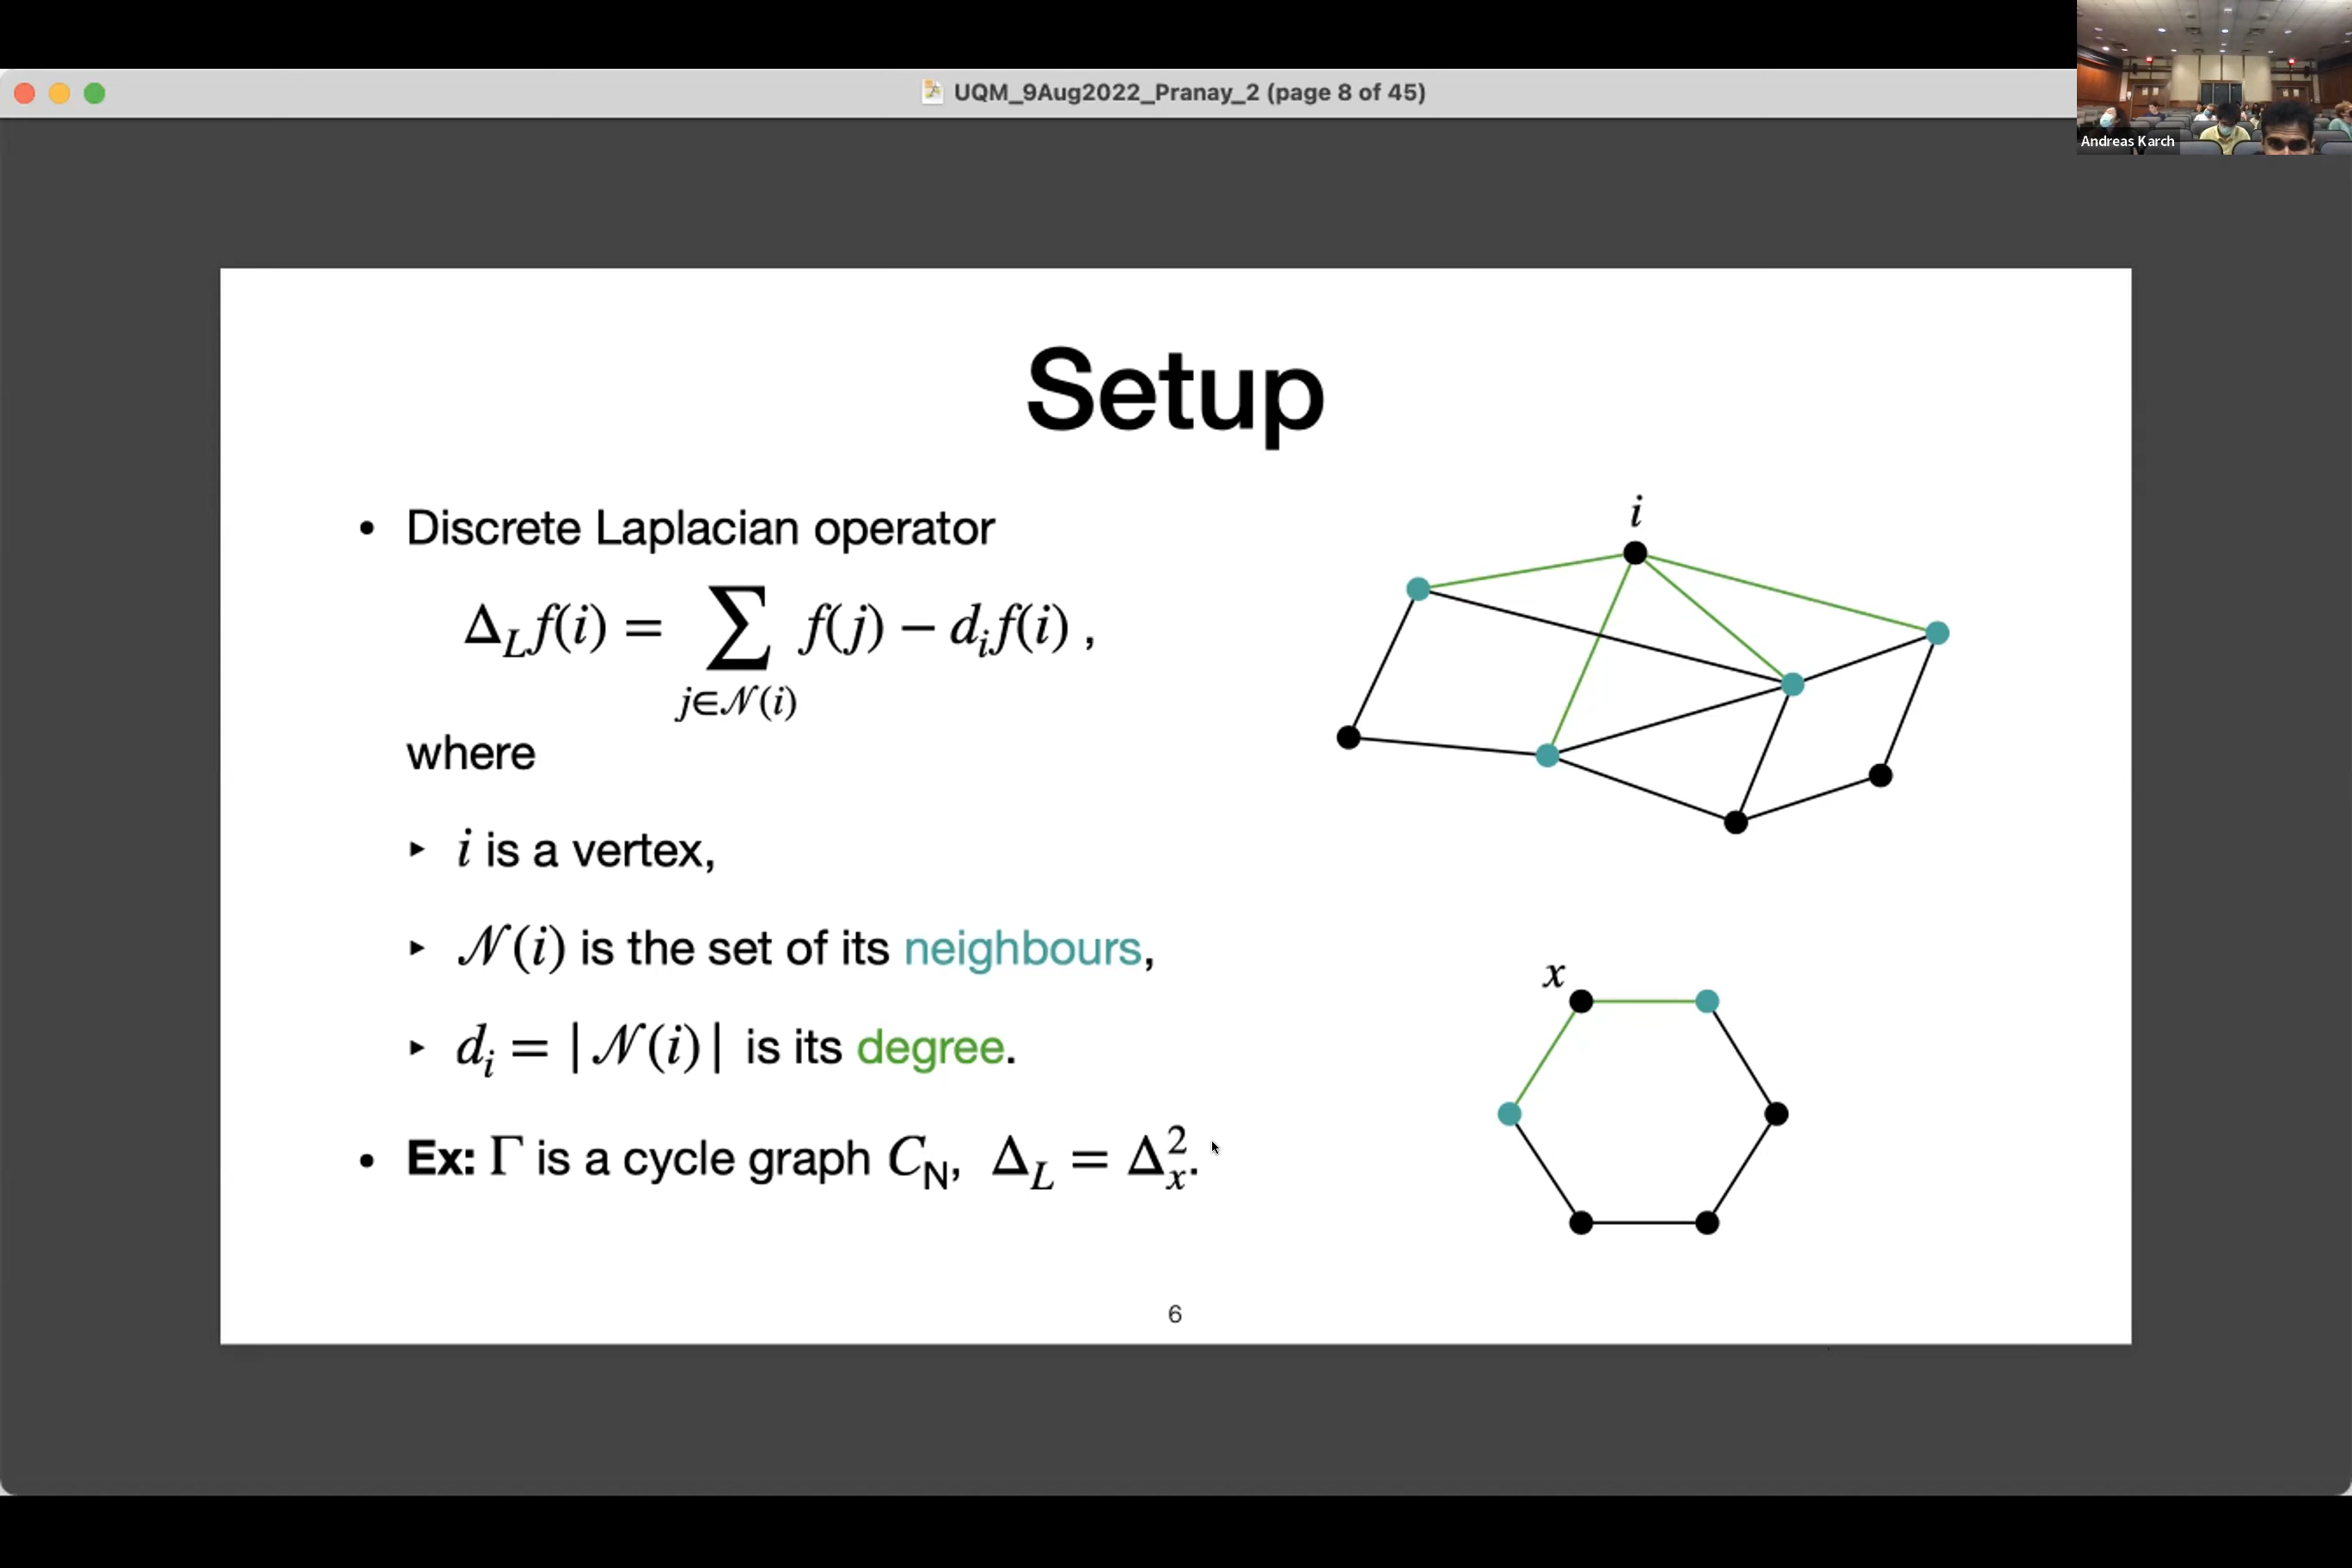 UQM_9Aug2022_Pranay_2 (page 8 of 45)
Andreas Karch
Setup
• Discrete Laplacian operator
Δ_L f(i) = ∑_{j∈𝒩(i)} f(j) − d_i f(i) ,
where
▸ i is a vertex,
▸ 𝒩(i) is the set of its neighbours,
▸ d_i = |𝒩(i)| is its degree.
• Ex: Γ is a cycle graph C_N, Δ_L = Δ_x^2.
i
x
6